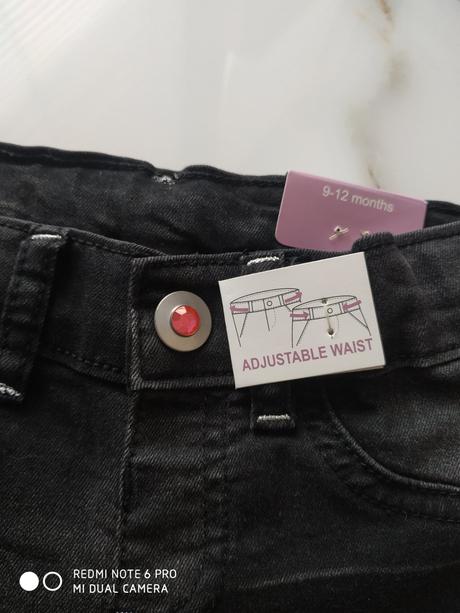 9-12 months
ADJUSTABLE WAIST
REDMI NOTE 6 PRO
MI DUAL CAMERA